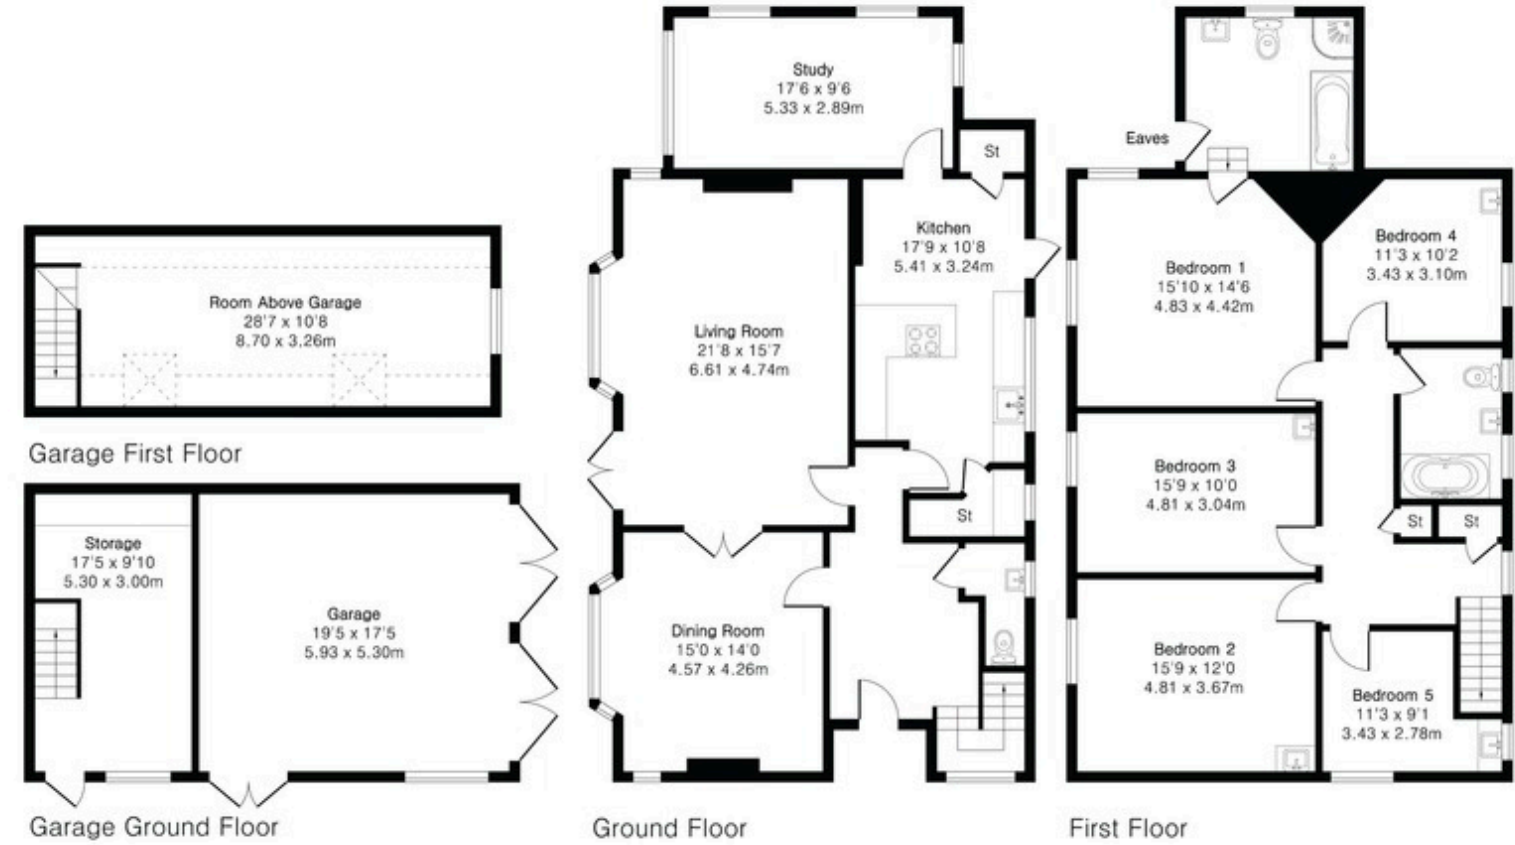 Room Above Garage
28'7 x 10'8
8.70 x 3.26m
Garage First Floor
Storage
17'5 x 9'10
5.30 x 3.00m
Garage
19'5 x 17'5
5.93 x 5.30m
Garage Ground Floor
Study
17'6 x 9'6
5.33 x 2.89m
St
Kitchen
17'9 x 10'8
5.41 x 3.24m
Living Room
21'8 x 15'7
6.61 x 4.74m
St
Dining Room
15'0 x 14'0
4.57 x 4.26m
Ground Floor
Eaves
Bedroom 1
15'10 x 14'6
4.83 x 4.42m
Bedroom 4
11'3 x 10'2
3.43 x 3.10m
Bedroom 3
15'9 x 10'0
4.81 x 3.04m
St
St
Bedroom 2
15'9 x 12'0
4.81 x 3.67m
Bedroom 5
11'3 x 9'1
3.43 x 2.78m
First Floor